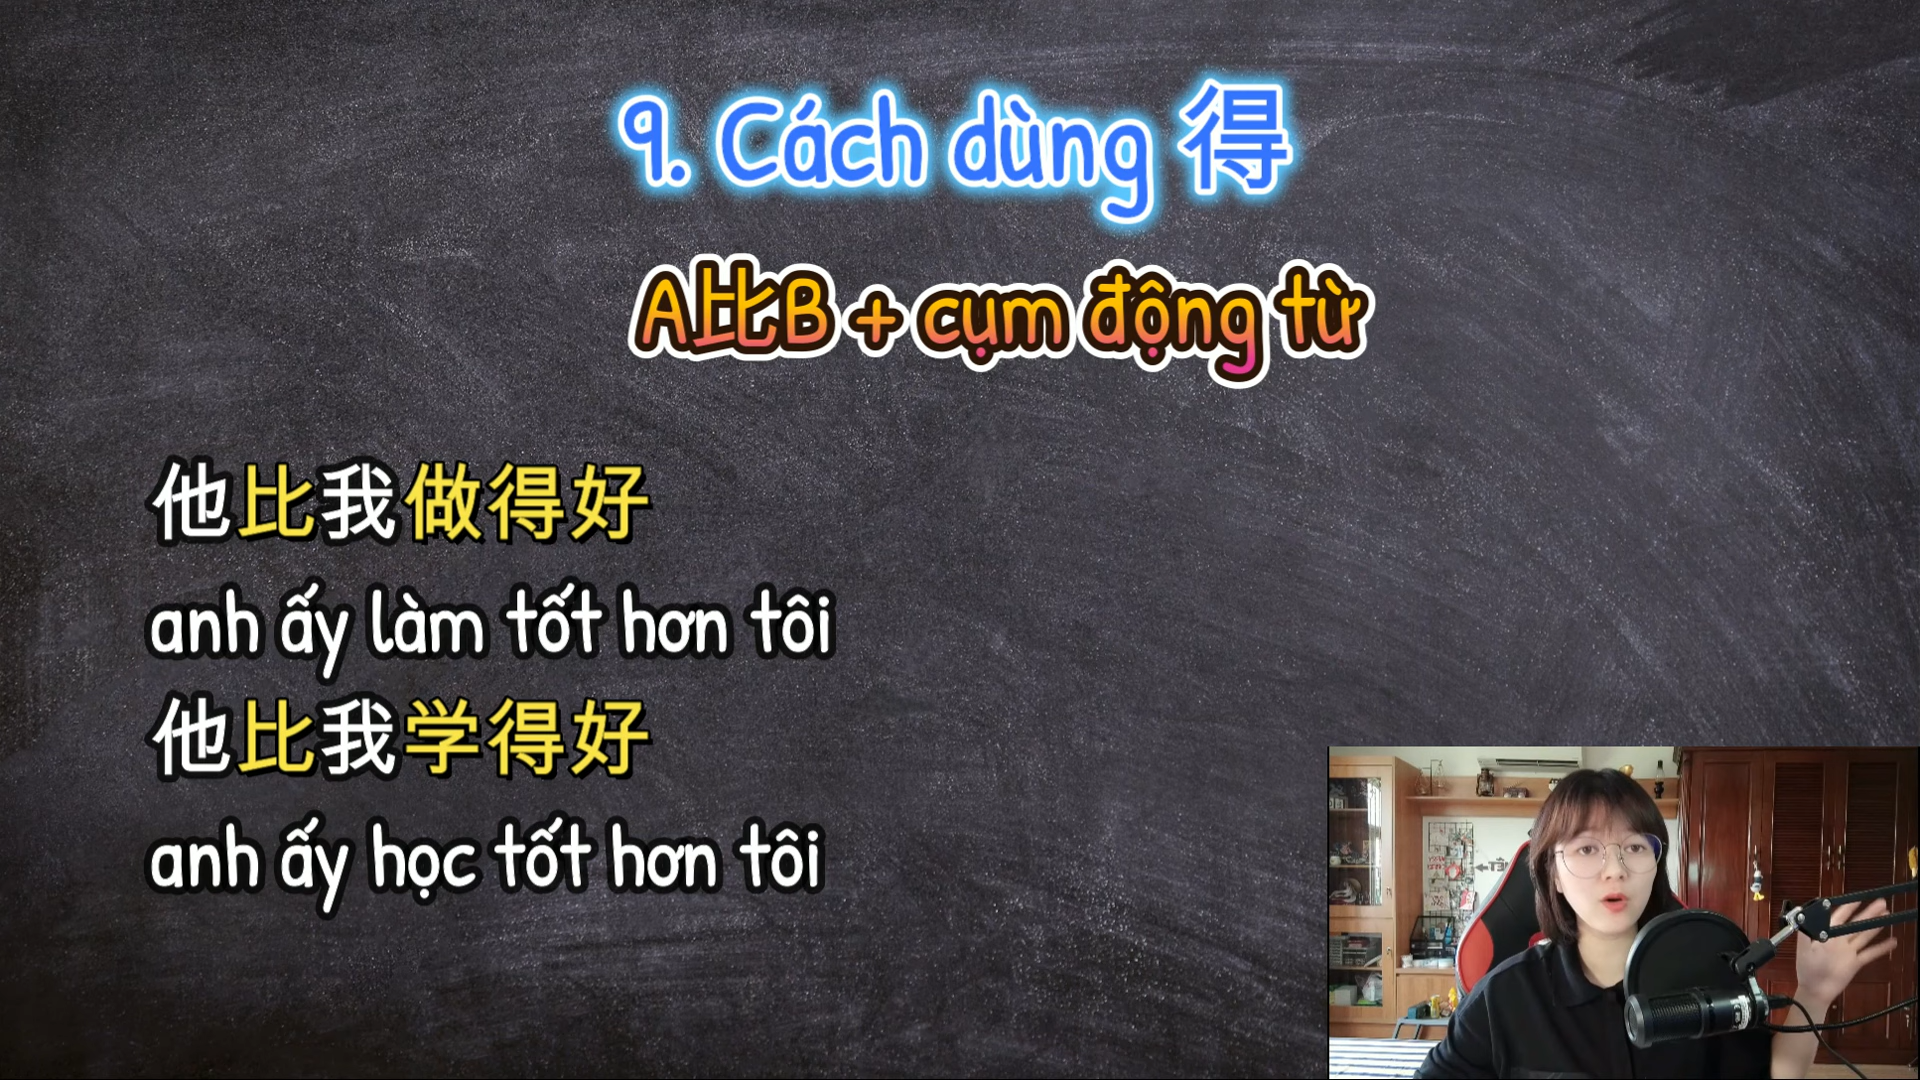 9. Cách dùng 得
A比B + cụm động từ
他比我做得好
anh ấy làm tốt hơn tôi
他比我学得好
anh ấy học tốt hơn tôi